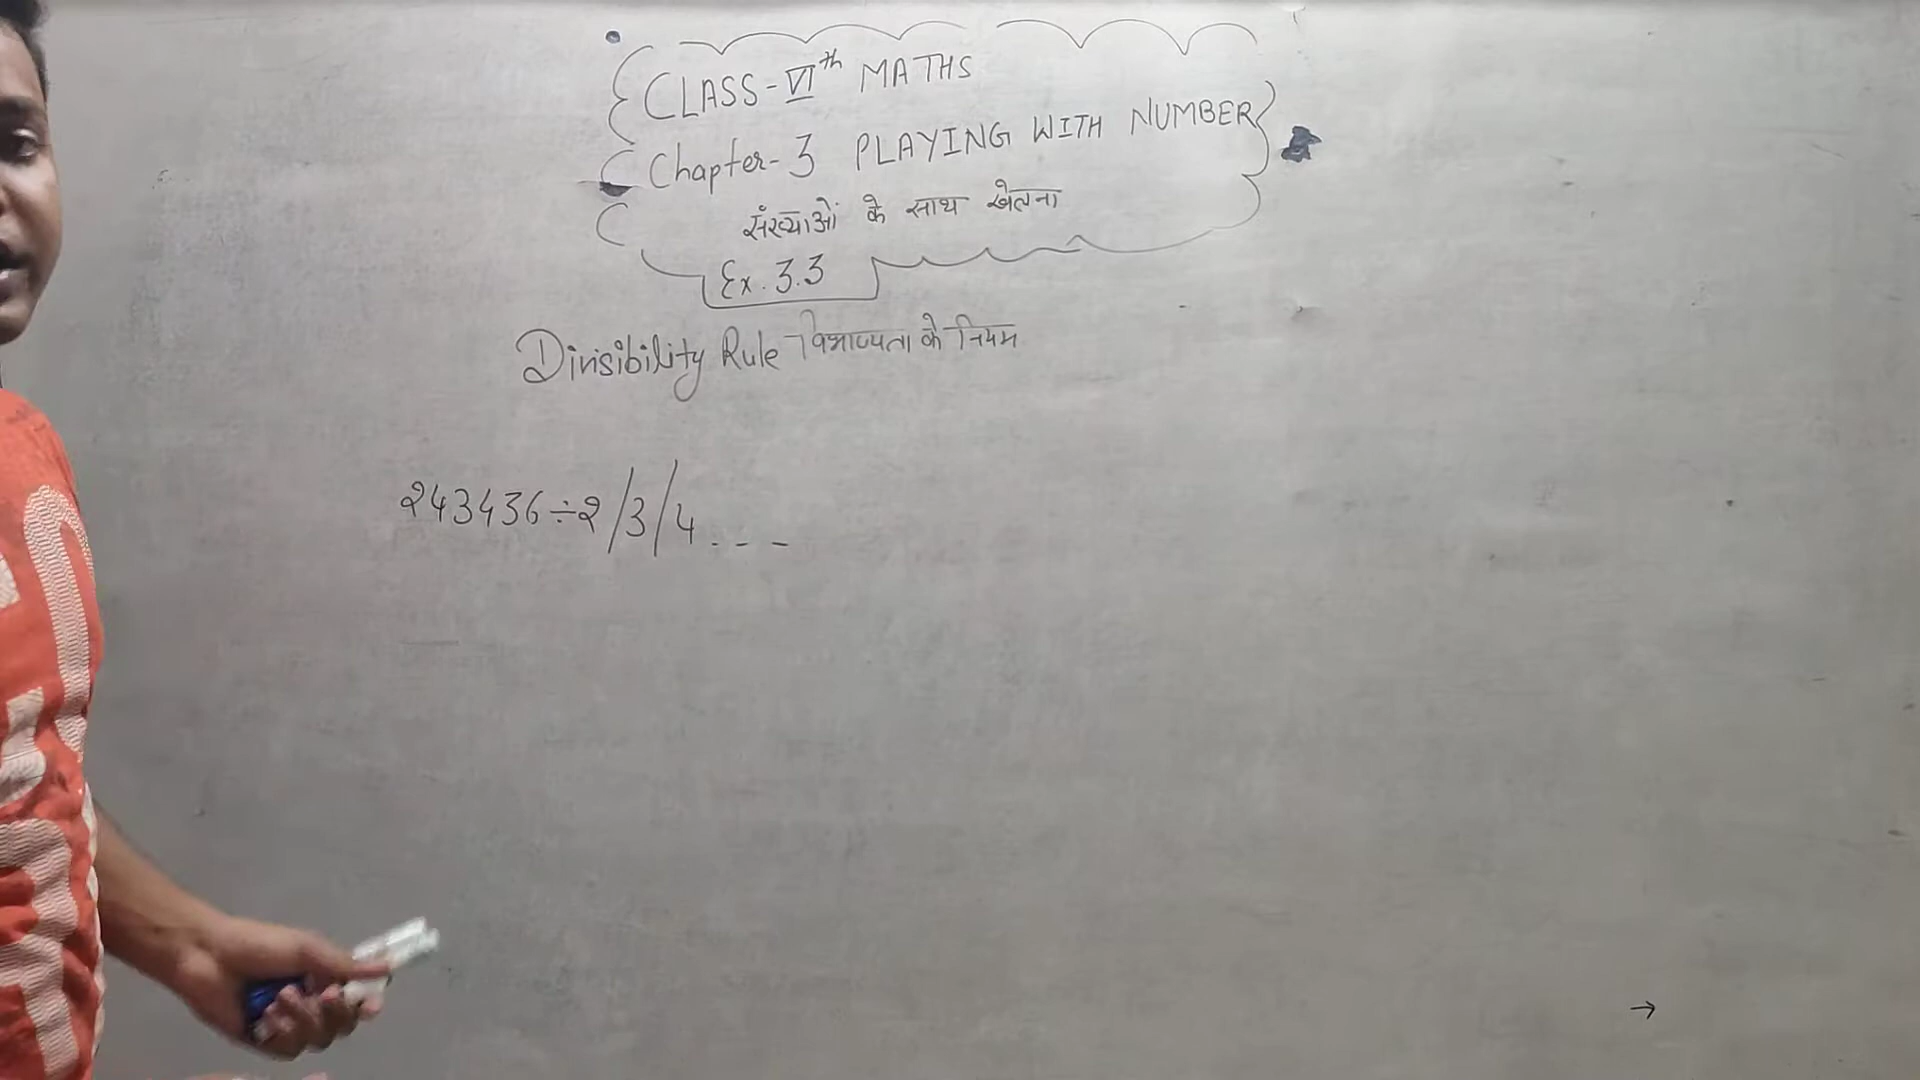 CLASS-VIth MATHS
Chapter-3 PLAYING WITH NUMBER
संख्याओं के साथ खेलना
Ex. 3.3
Divisibility Rule विभाज्यता के नियम
243436÷2/3/4...